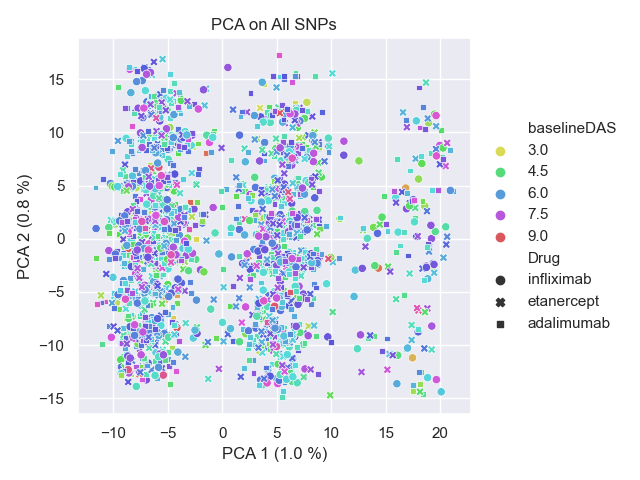 PCA on All SNPs
15
10
5
0
−5
−10
−15
PCA 2 (0.8 %)
−10
−5
0
5
10
15
20
PCA 1 (1.0 %)
baselineDAS
3.0
4.5
6.0
7.5
9.0
Drug
infliximab
etanercept
adalimumab